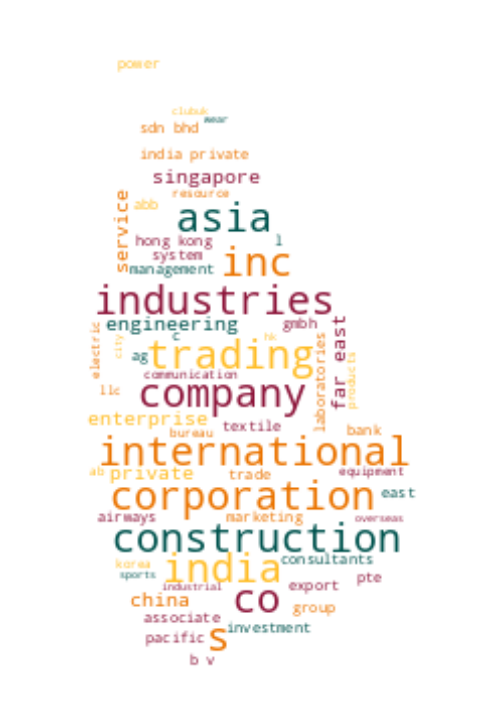 power
clubuk
wear
sdn bhd
india private
singapore
resource
service
abb
asia
hong kong
l
system
inc
management
industries
engineering
gmbh
far east
electric
city
c
hk
laboratories
products
ag
trading
communication
company
llc
enterprise
textile
bureau
bank
international
ab
private
trade
equipment
corporation
east
airways
marketing
overseas
construction
korea
india
consultants
sports
industrial
pte
co
export
china
group
associate
s
investment
pacific
b v